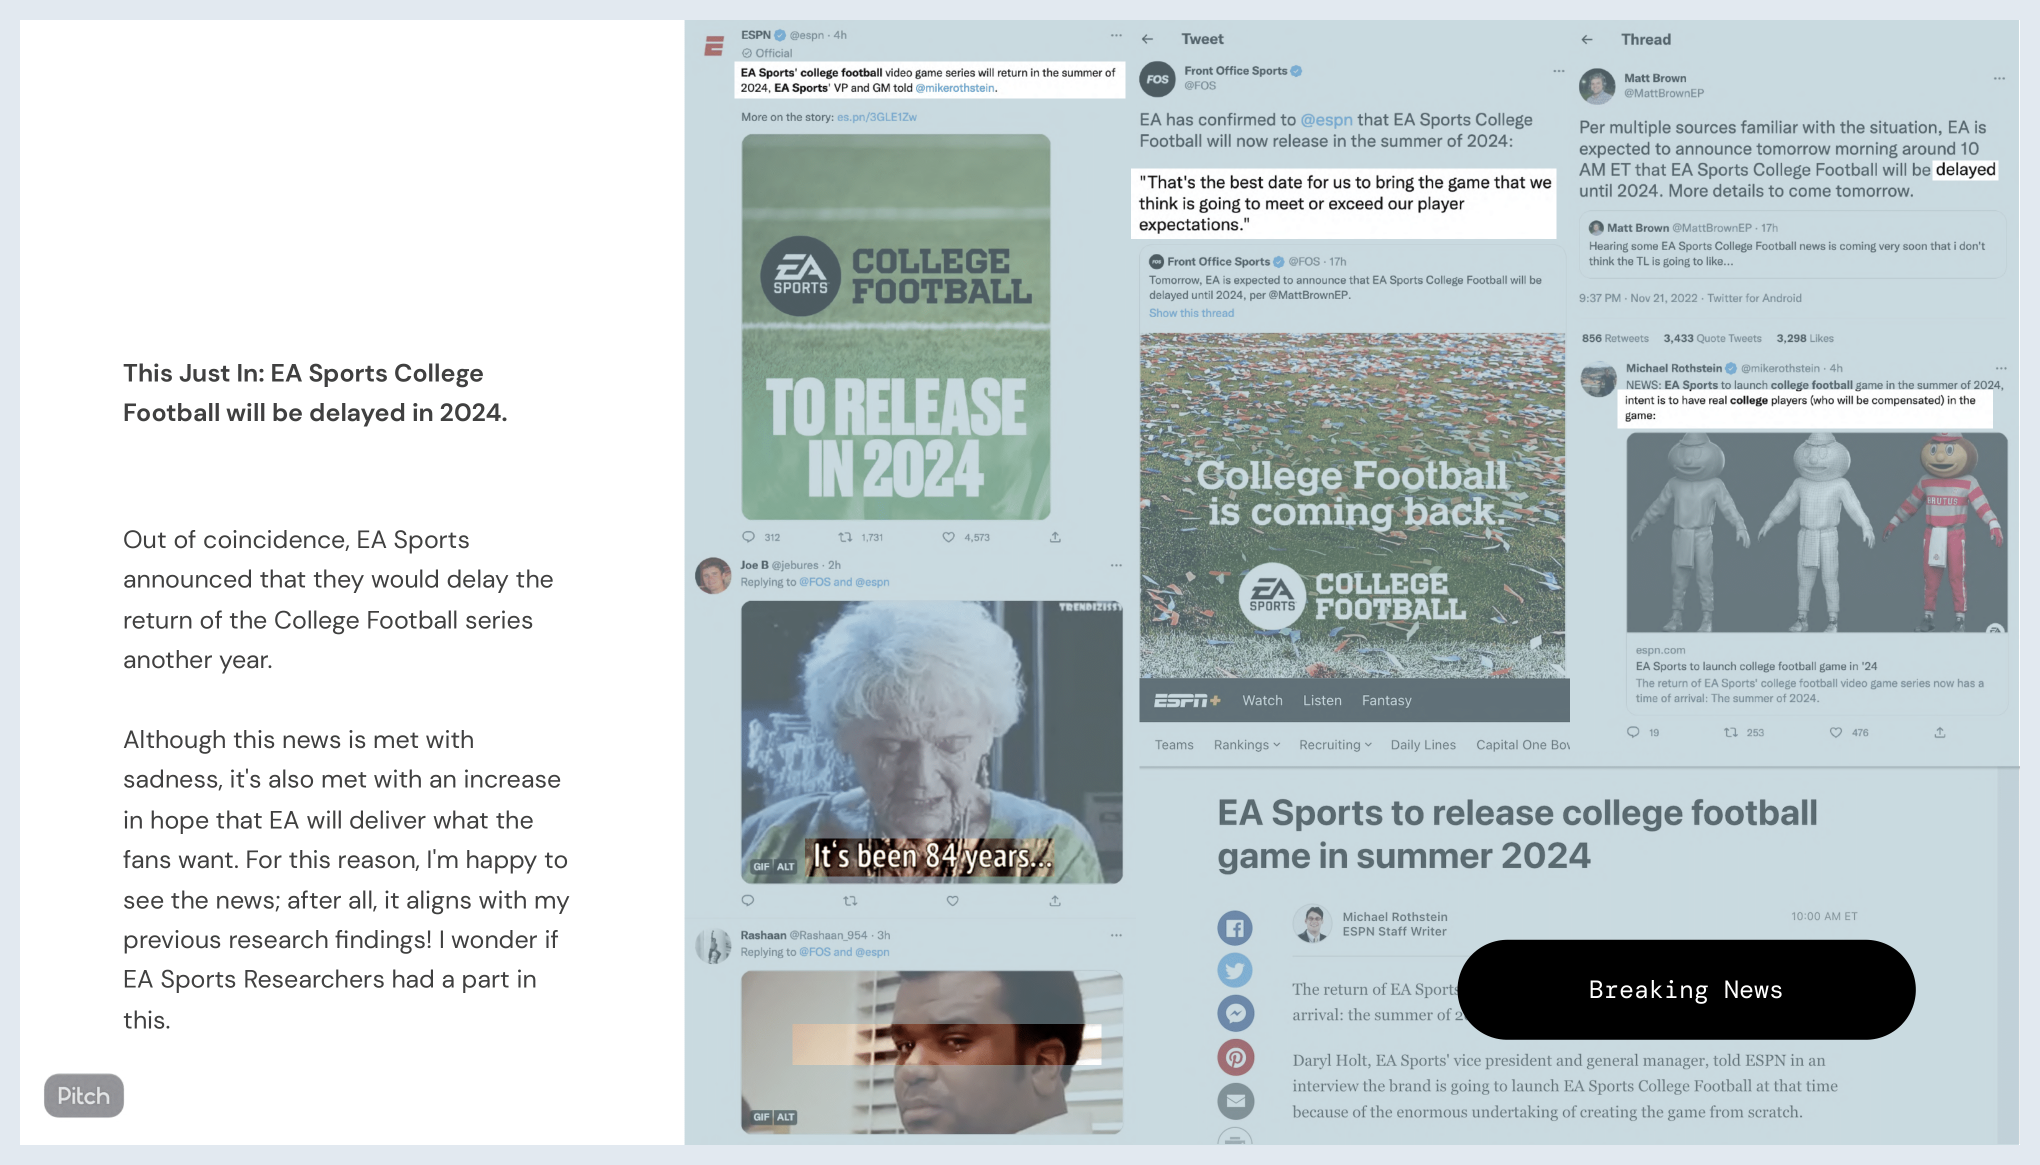 This Just In: EA Sports College
Football will be delayed in 2024.
Out of coincidence, EA Sports
announced that they would delay the
return of the College Football series
another year.
Although this news is met with
sadness, it's also met with an increase
in hope that EA will deliver what the
fans want. For this reason, I'm happy to
see the news; after all, it aligns with my
previous research findings! I wonder if
EA Sports Researchers had a part in
this.
Pitch
ESPN @espn · 4h
Official
EA Sports' college football video game series will return in the summer of
2024, EA Sports' VP and GM told @mikerothstein.
More on the story: es.pn/3GLE1Zw
EA
SPORTS
COLLEGE
FOOTBALL
TO RELEASE
IN 2024
312 1,731 4,573
Joe B @jebures · 2h
Replying to @FOS and @espn
It's been 84 years...
GIF ALT
Rashaan @Rashaan_954 · 3h
Replying to @FOS and @espn
GIF ALT
Tweet
FOS
Front Office Sports
@FOS
EA has confirmed to @espn that EA Sports College
Football will now release in the summer of 2024:
"That's the best date for us to bring the game that we
think is going to meet or exceed our player
expectations."
FOS Front Office Sports @FOS · 17h
Tomorrow, EA is expected to announce that EA Sports College Football will be
delayed until 2024, per @MattBrownEP.
Show this thread
College Football
is coming back.
EA
SPORTS
COLLEGE
FOOTBALL
ESPN+ Watch Listen Fantasy
Teams Rankings Recruiting Daily Lines Capital One Bow
Thread
Matt Brown
@MattBrownEP
Per multiple sources familiar with the situation, EA is
expected to announce tomorrow morning around 10
AM ET that EA Sports College Football will be delayed
until 2024. More details to come tomorrow.
Matt Brown @MattBrownEP · 17h
Hearing some EA Sports College Football news is coming very soon that i don't
think the TL is going to like...
9:37 PM · Nov 21, 2022 · Twitter for Android
856 Retweets 3,433 Quote Tweets 3,298 Likes
Michael Rothstein @mikerothstein · 4h
NEWS: EA Sports to launch college football game in the summer of 2024,
intent is to have real college players (who will be compensated) in the
game:
BRUTUS
espn.com
EA Sports to launch college football game in '24
The return of EA Sports' college football video game series now has a
time of arrival: The summer of 2024.
19 253 476
EA Sports to release college football
game in summer 2024
Michael Rothstein
ESPN Staff Writer
10:00 AM ET
The return of EA Sports
arrival: the summer of
Breaking News
Daryl Holt, EA Sports' vice president and general manager, told ESPN in an
interview the brand is going to launch EA Sports College Football at that time
because of the enormous undertaking of creating the game from scratch.